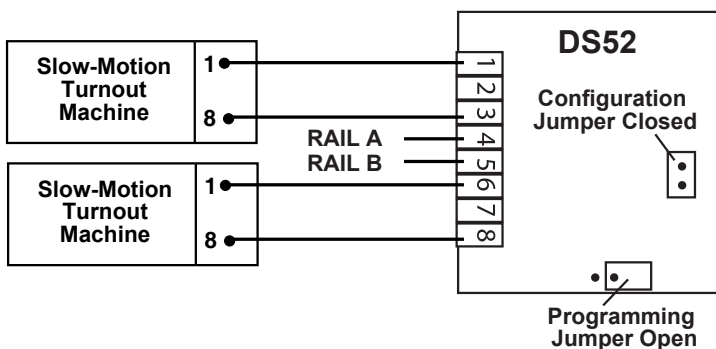 DS52
Slow-Motion
Turnout
Machine
1
8
1
2
3
4
5
6
7
8
Configuration
Jumper Closed
RAIL A
RAIL B
Slow-Motion
Turnout
Machine
1
8
Programming
Jumper Open